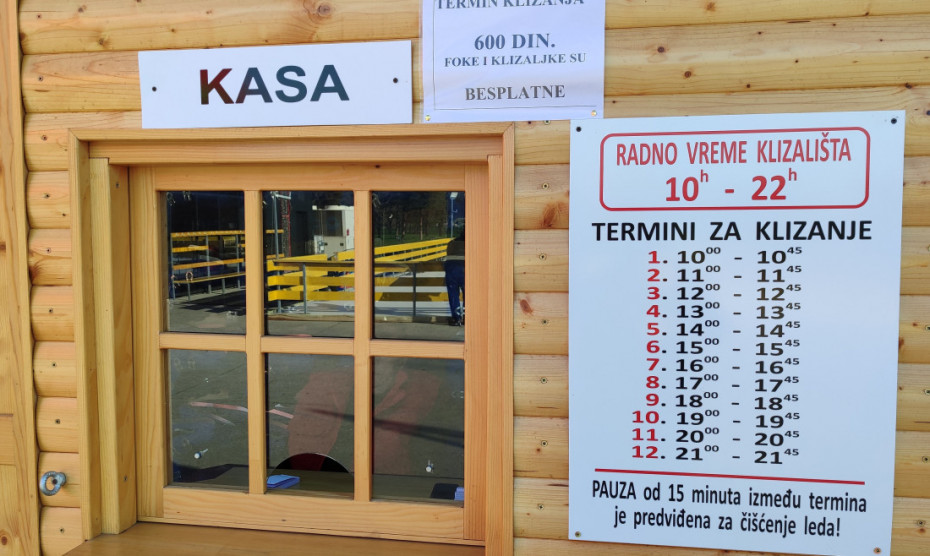 TERMIN KLIZANJA
600 DIN.
FOKE I KLIZALJKE SU
BESPLATNE
KASA
RADNO VREME KLIZALIŠTA
10h - 22h
TERMINI ZA KLIZANJE
1. 10⁰⁰ - 10⁴⁵
2. 11⁰⁰ - 11⁴⁵
3. 12⁰⁰ - 12⁴⁵
4. 13⁰⁰ - 13⁴⁵
5. 14⁰⁰ - 14⁴⁵
6. 15⁰⁰ - 15⁴⁵
7. 16⁰⁰ - 16⁴⁵
8. 17⁰⁰ - 17⁴⁵
9. 18⁰⁰ - 18⁴⁵
10. 19⁰⁰ - 19⁴⁵
11. 20⁰⁰ - 20⁴⁵
12. 21⁰⁰ - 21⁴⁵
PAUZA od 15 minuta između termina
je predviđena za čišćenje leda!